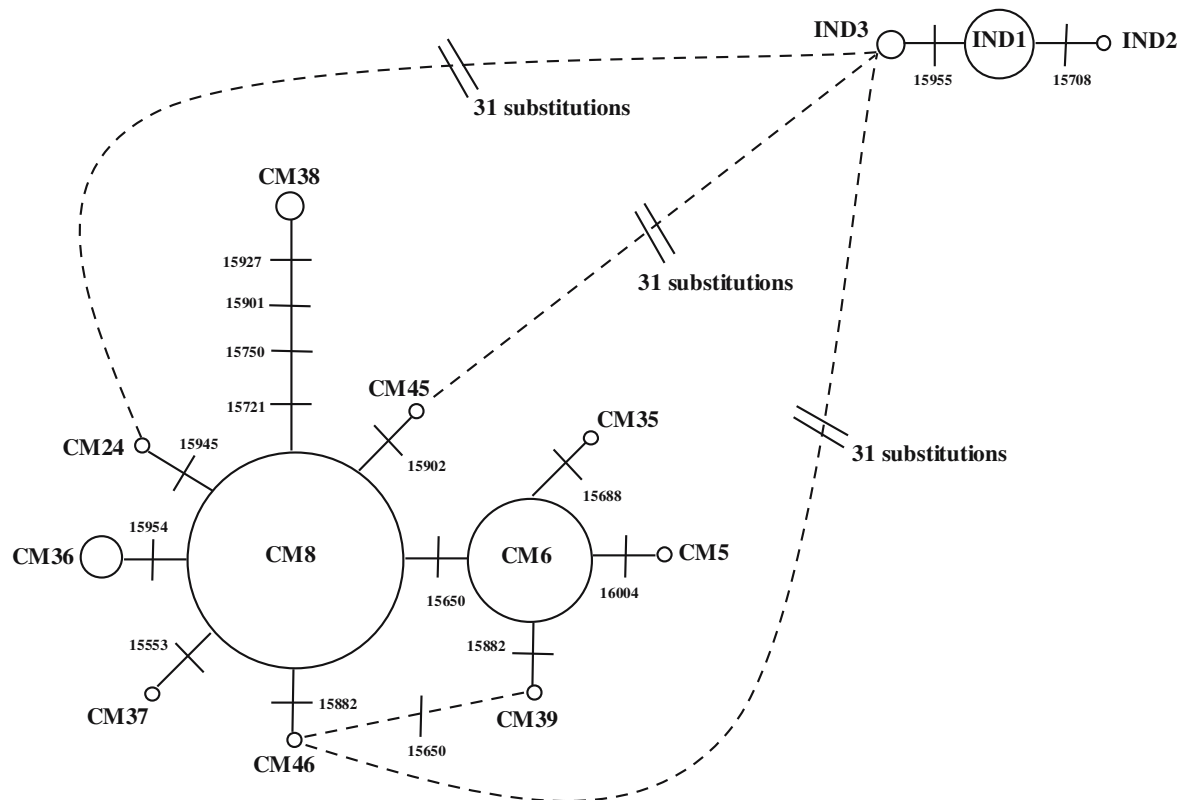 IND3
IND1
IND2
15955
15708
31 substitutions
CM38
31 substitutions
15927
15901
15750
15721
CM45
CM35
31 substitutions
CM24
15945
15902
15688
15954
CM36
CM8
CM6
CM5
15650
16004
15553
15882
15882
CM37
CM39
15650
CM46